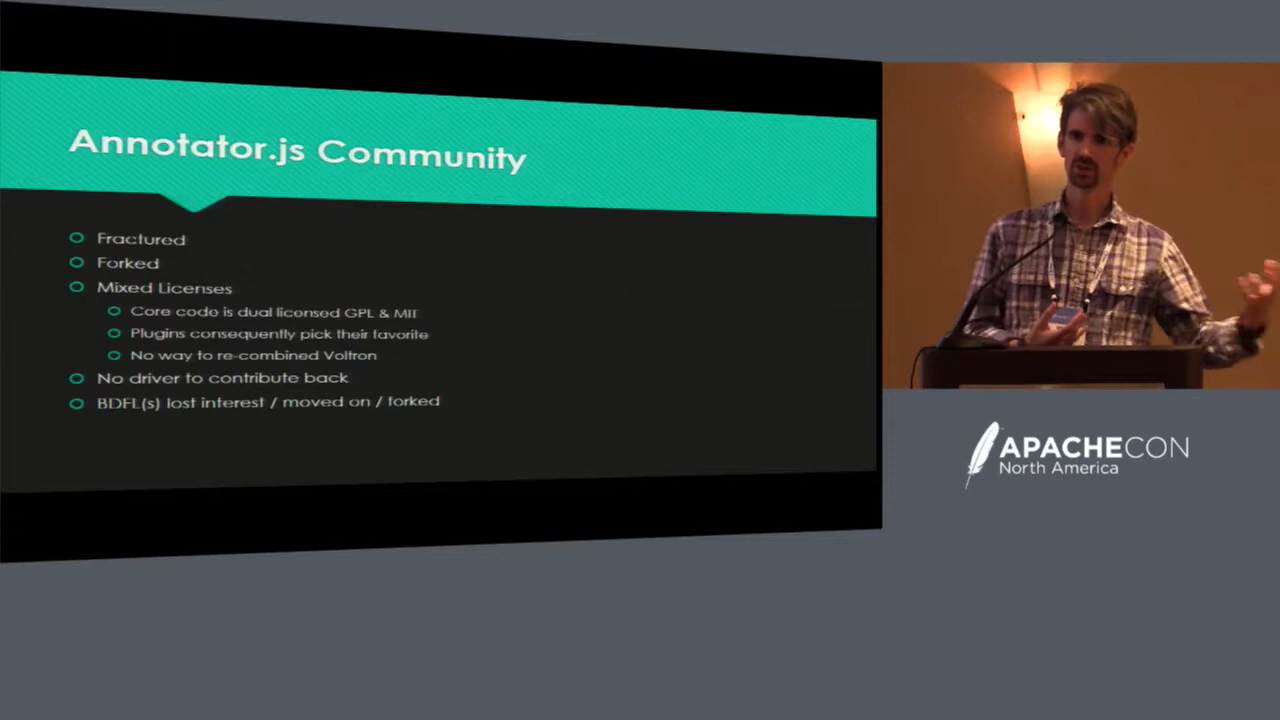 Annotator.js Community
Fractured
Forked
Mixed Licenses
Core code is dual licensed GPL & MIT
Plugins consequently pick their favorite
No way to re-combined Voltron
No driver to contribute back
BDFL(s) lost interest / moved on / forked
APACHECON
North America